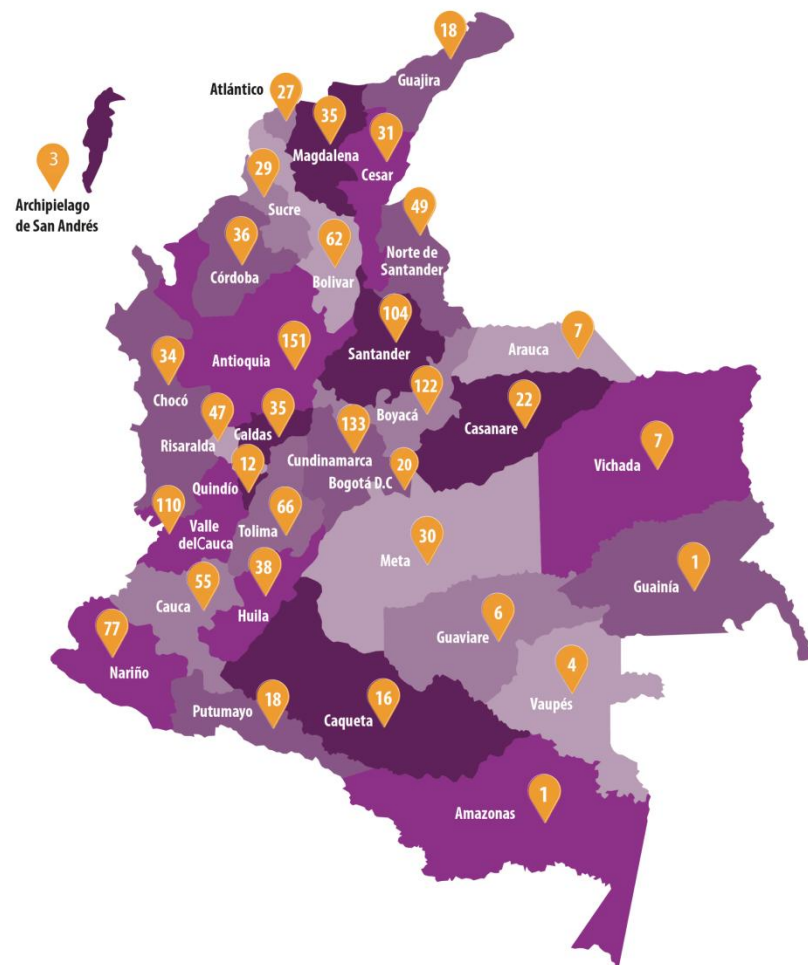 18
Guajira
Atlántico
27
35
Magdalena
31
Cesar
3
Archipielago
de San Andrés
29
Sucre
49
Norte de
Santander
36
Córdoba
62
Bolivar
104
Santander
7
Arauca
151
Antioquía
34
Chocó
122
Boyacá
22
Casanare
47
Risaralda
35
Caldas
133
Cundinamarca
7
Vichada
12
Quindío
20
Bogotá D.C
110
Valle
delCauca
66
Tolima
30
Meta
1
Guainía
55
Cauca
38
Huila
6
Guaviare
77
Nariño
4
Vaupés
18
Putumayo
16
Caqueta
1
Amazonas